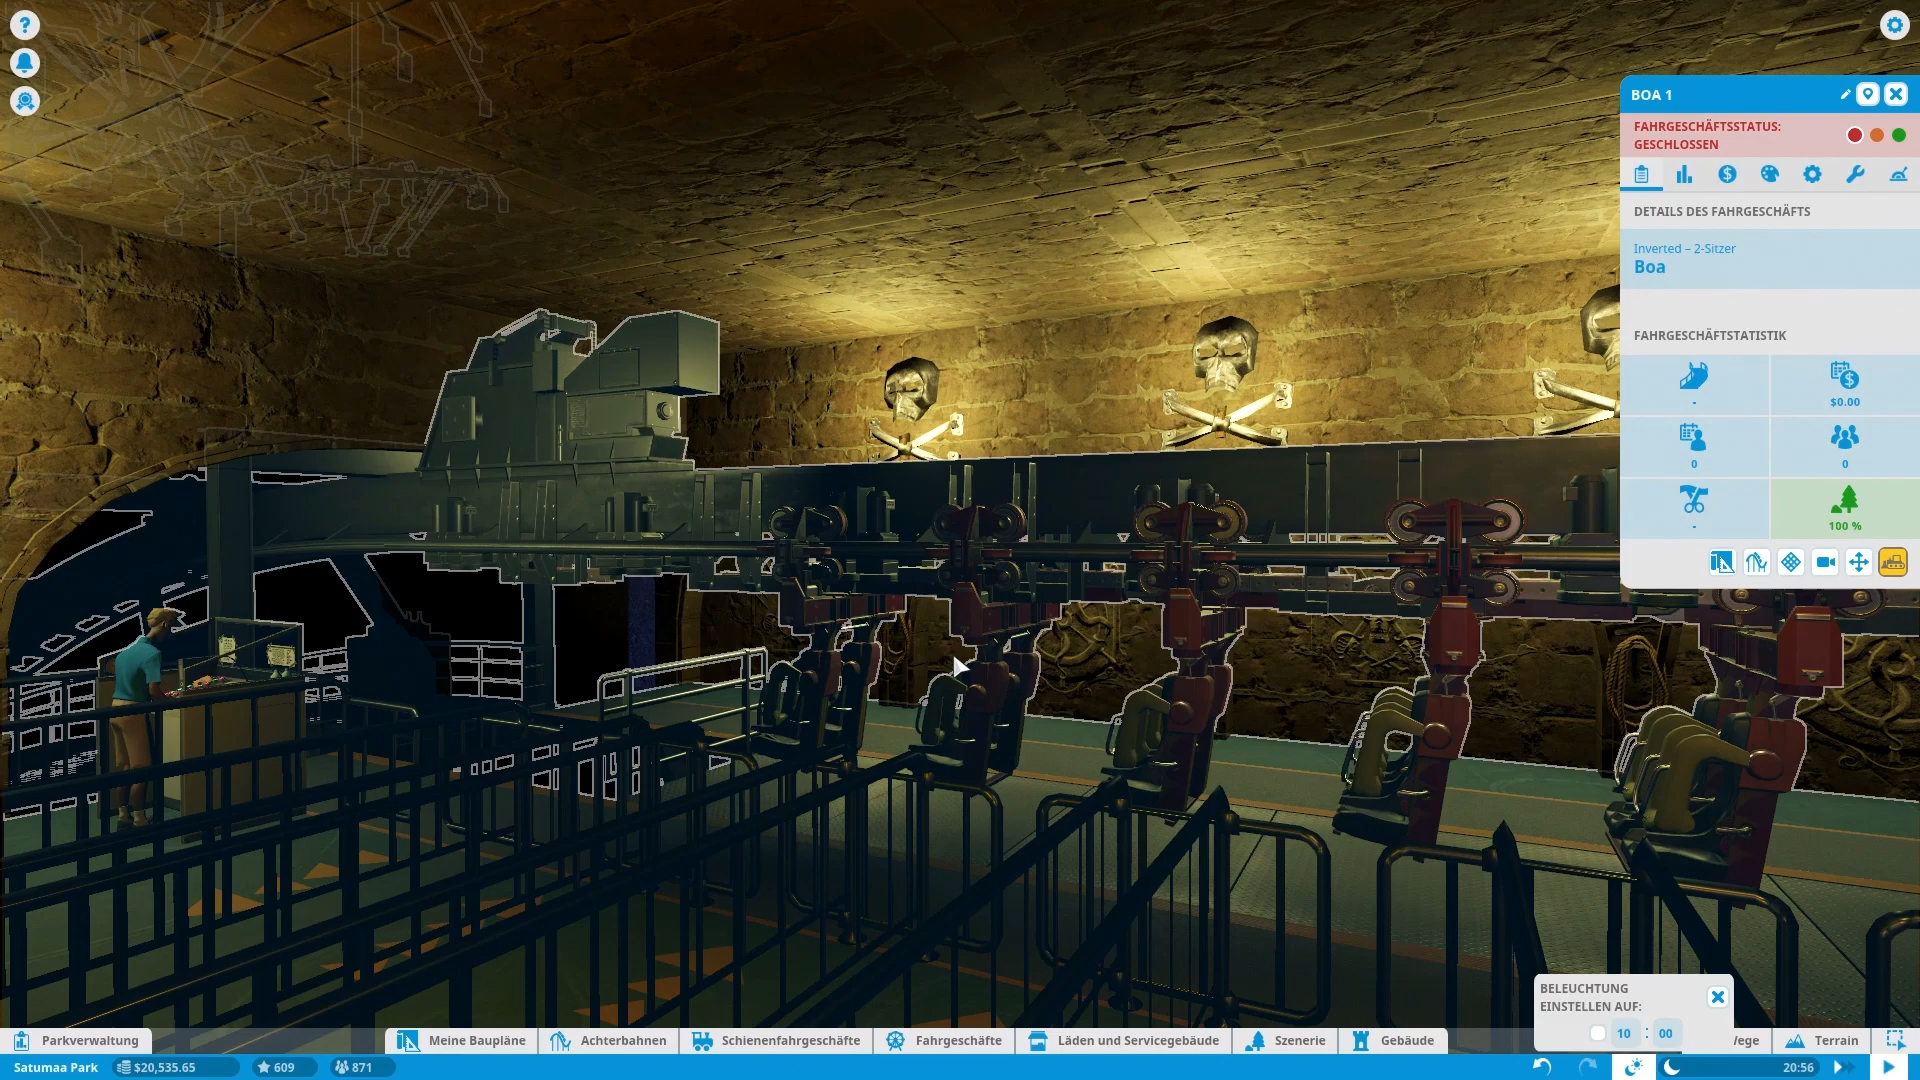 ?
BOA 1
FAHRGESCHÄFTSSTATUS:
GESCHLOSSEN
DETAILS DES FAHRGESCHÄFTS
Inverted – 2-Sitzer
Boa
FAHRGESCHÄFTSTATISTIK
-
$0.00
0
0
-
100 %
BELEUCHTUNG
EINSTELLEN AUF:
10 : 00
Parkverwaltung
Meine Baupläne
Achterbahnen
Schienenfahrgeschäfte
Fahrgeschäfte
Läden und Servicegebäude
Szenerie
Gebäude
/ege
Terrain
Satumaa Park
$20,535.65
609
871
20:56